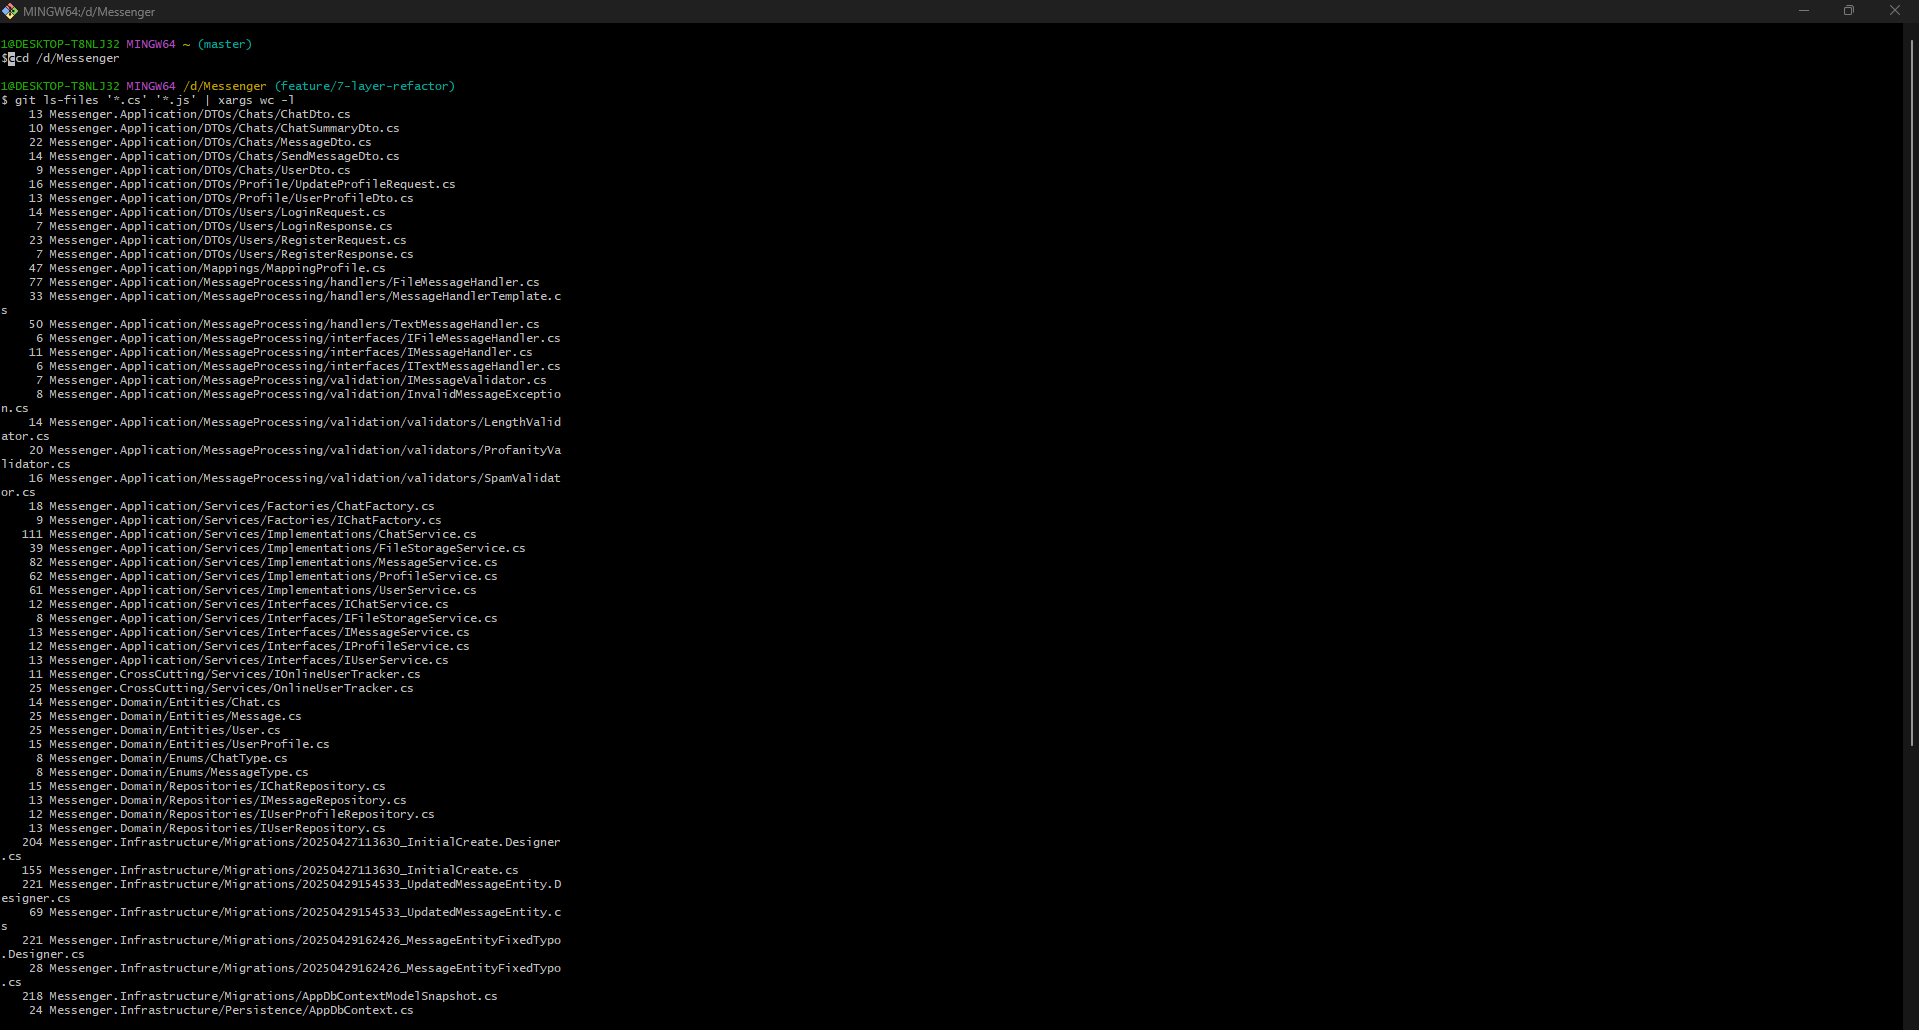 MINGW64:/d/Messenger
1@DESKTOP-T8NLJ32 MINGW64 ~ (master)
$ccd /d/Messenger
1@DESKTOP-T8NLJ32 MINGW64 /d/Messenger (feature/7-layer-refactor)
$ git ls-files '*.cs' '*.js' | xargs wc -l
13 Messenger.Application/DTOs/Chats/ChatDto.cs
10 Messenger.Application/DTOs/Chats/ChatSummaryDto.cs
22 Messenger.Application/DTOs/Chats/MessageDto.cs
14 Messenger.Application/DTOs/Chats/SendMessageDto.cs
9 Messenger.Application/DTOs/Chats/UserDto.cs
16 Messenger.Application/DTOs/Profile/UpdateProfileRequest.cs
13 Messenger.Application/DTOs/Profile/UserProfileDto.cs
14 Messenger.Application/DTOs/Users/LoginRequest.cs
7 Messenger.Application/DTOs/Users/LoginResponse.cs
23 Messenger.Application/DTOs/Users/RegisterRequest.cs
7 Messenger.Application/DTOs/Users/RegisterResponse.cs
47 Messenger.Application/Mappings/MappingProfile.cs
77 Messenger.Application/MessageProcessing/handlers/FileMessageHandler.cs
33 Messenger.Application/MessageProcessing/handlers/MessageHandlerTemplate.c
s
50 Messenger.Application/MessageProcessing/handlers/TextMessageHandler.cs
6 Messenger.Application/MessageProcessing/interfaces/IFileMessageHandler.cs
11 Messenger.Application/MessageProcessing/interfaces/IMessageHandler.cs
6 Messenger.Application/MessageProcessing/interfaces/ITextMessageHandler.cs
7 Messenger.Application/MessageProcessing/validation/IMessageValidator.cs
8 Messenger.Application/MessageProcessing/validation/InvalidMessageExceptio
n.cs
14 Messenger.Application/MessageProcessing/validation/validators/LengthValid
ator.cs
20 Messenger.Application/MessageProcessing/validation/validators/ProfanityVa
lidator.cs
16 Messenger.Application/MessageProcessing/validation/validators/SpamValidat
or.cs
18 Messenger.Application/Services/Factories/ChatFactory.cs
9 Messenger.Application/Services/Factories/IChatFactory.cs
111 Messenger.Application/Services/Implementations/ChatService.cs
39 Messenger.Application/Services/Implementations/FileStorageService.cs
82 Messenger.Application/Services/Implementations/MessageService.cs
62 Messenger.Application/Services/Implementations/ProfileService.cs
61 Messenger.Application/Services/Implementations/UserService.cs
12 Messenger.Application/Services/Interfaces/IChatService.cs
8 Messenger.Application/Services/Interfaces/IFileStorageService.cs
13 Messenger.Application/Services/Interfaces/IMessageService.cs
12 Messenger.Application/Services/Interfaces/IProfileService.cs
13 Messenger.Application/Services/Interfaces/IUserService.cs
11 Messenger.CrossCutting/Services/IOnlineUserTracker.cs
25 Messenger.CrossCutting/Services/OnlineUserTracker.cs
14 Messenger.Domain/Entities/Chat.cs
25 Messenger.Domain/Entities/Message.cs
25 Messenger.Domain/Entities/User.cs
15 Messenger.Domain/Entities/UserProfile.cs
8 Messenger.Domain/Enums/ChatType.cs
8 Messenger.Domain/Enums/MessageType.cs
15 Messenger.Domain/Repositories/IChatRepository.cs
13 Messenger.Domain/Repositories/IMessageRepository.cs
12 Messenger.Domain/Repositories/IUserProfileRepository.cs
13 Messenger.Domain/Repositories/IUserRepository.cs
204 Messenger.Infrastructure/Migrations/20250427113630_InitialCreate.Designer
.cs
155 Messenger.Infrastructure/Migrations/20250427113630_InitialCreate.cs
221 Messenger.Infrastructure/Migrations/20250429154533_UpdatedMessageEntity.D
esigner.cs
69 Messenger.Infrastructure/Migrations/20250429154533_UpdatedMessageEntity.c
s
221 Messenger.Infrastructure/Migrations/20250429162426_MessageEntityFixedTypo
.Designer.cs
28 Messenger.Infrastructure/Migrations/20250429162426_MessageEntityFixedTypo
.cs
218 Messenger.Infrastructure/Migrations/AppDbContextModelSnapshot.cs
24 Messenger.Infrastructure/Persistence/AppDbContext.cs